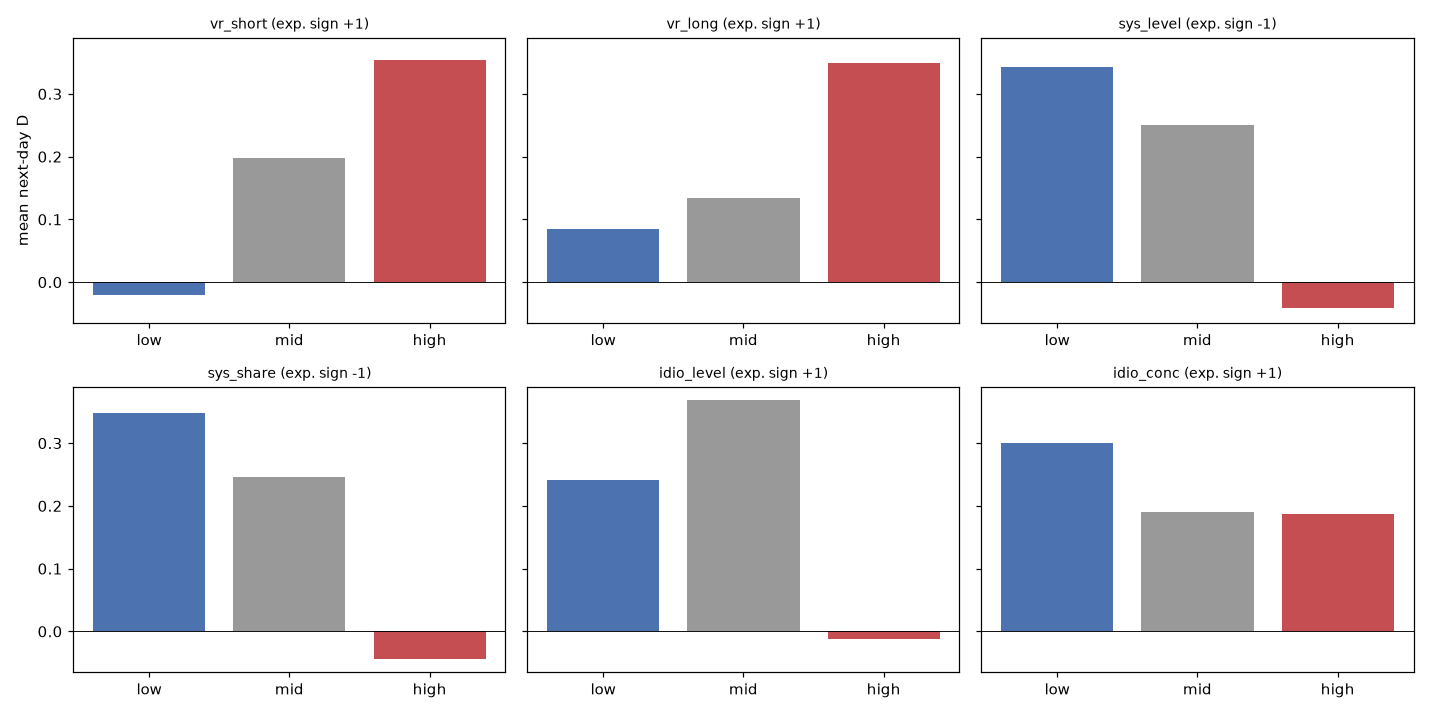 vr_short (exp. sign +1)
vr_long (exp. sign +1)
sys_level (exp. sign -1)
mean next-day D
0.3
0.2
0.1
0.0
low mid high
low mid high
low mid high
sys_share (exp. sign -1)
idio_level (exp. sign +1)
idio_conc (exp. sign +1)
0.3
0.2
0.1
0.0
low mid high
low mid high
low mid high